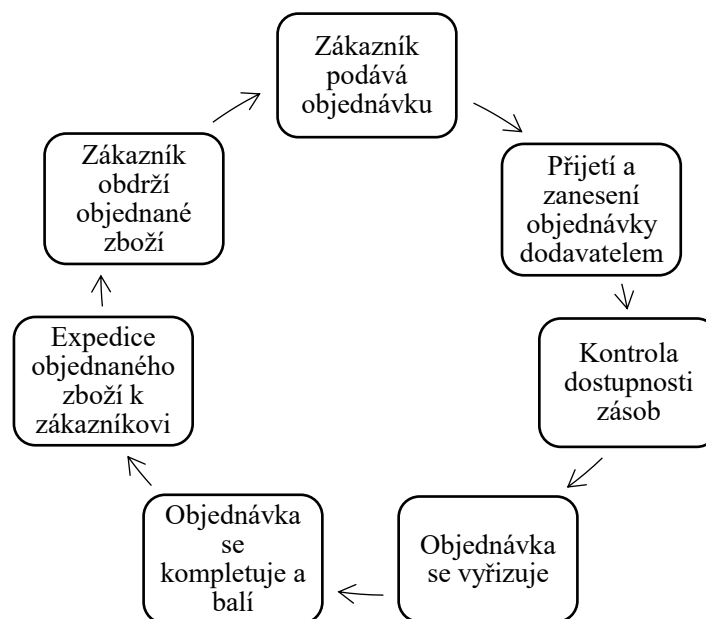 Zákazník
podává
objednávku
Přijetí a
zanesení
objednávky
dodavatelem
Kontrola
dostupnosti
zásob
Objednávka
se vyřizuje
Objednávka
se
kompletuje a
balí
Expedice
objednaného
zboží k
zákazníkovi
Zákazník
obdrží
objednané
zboží